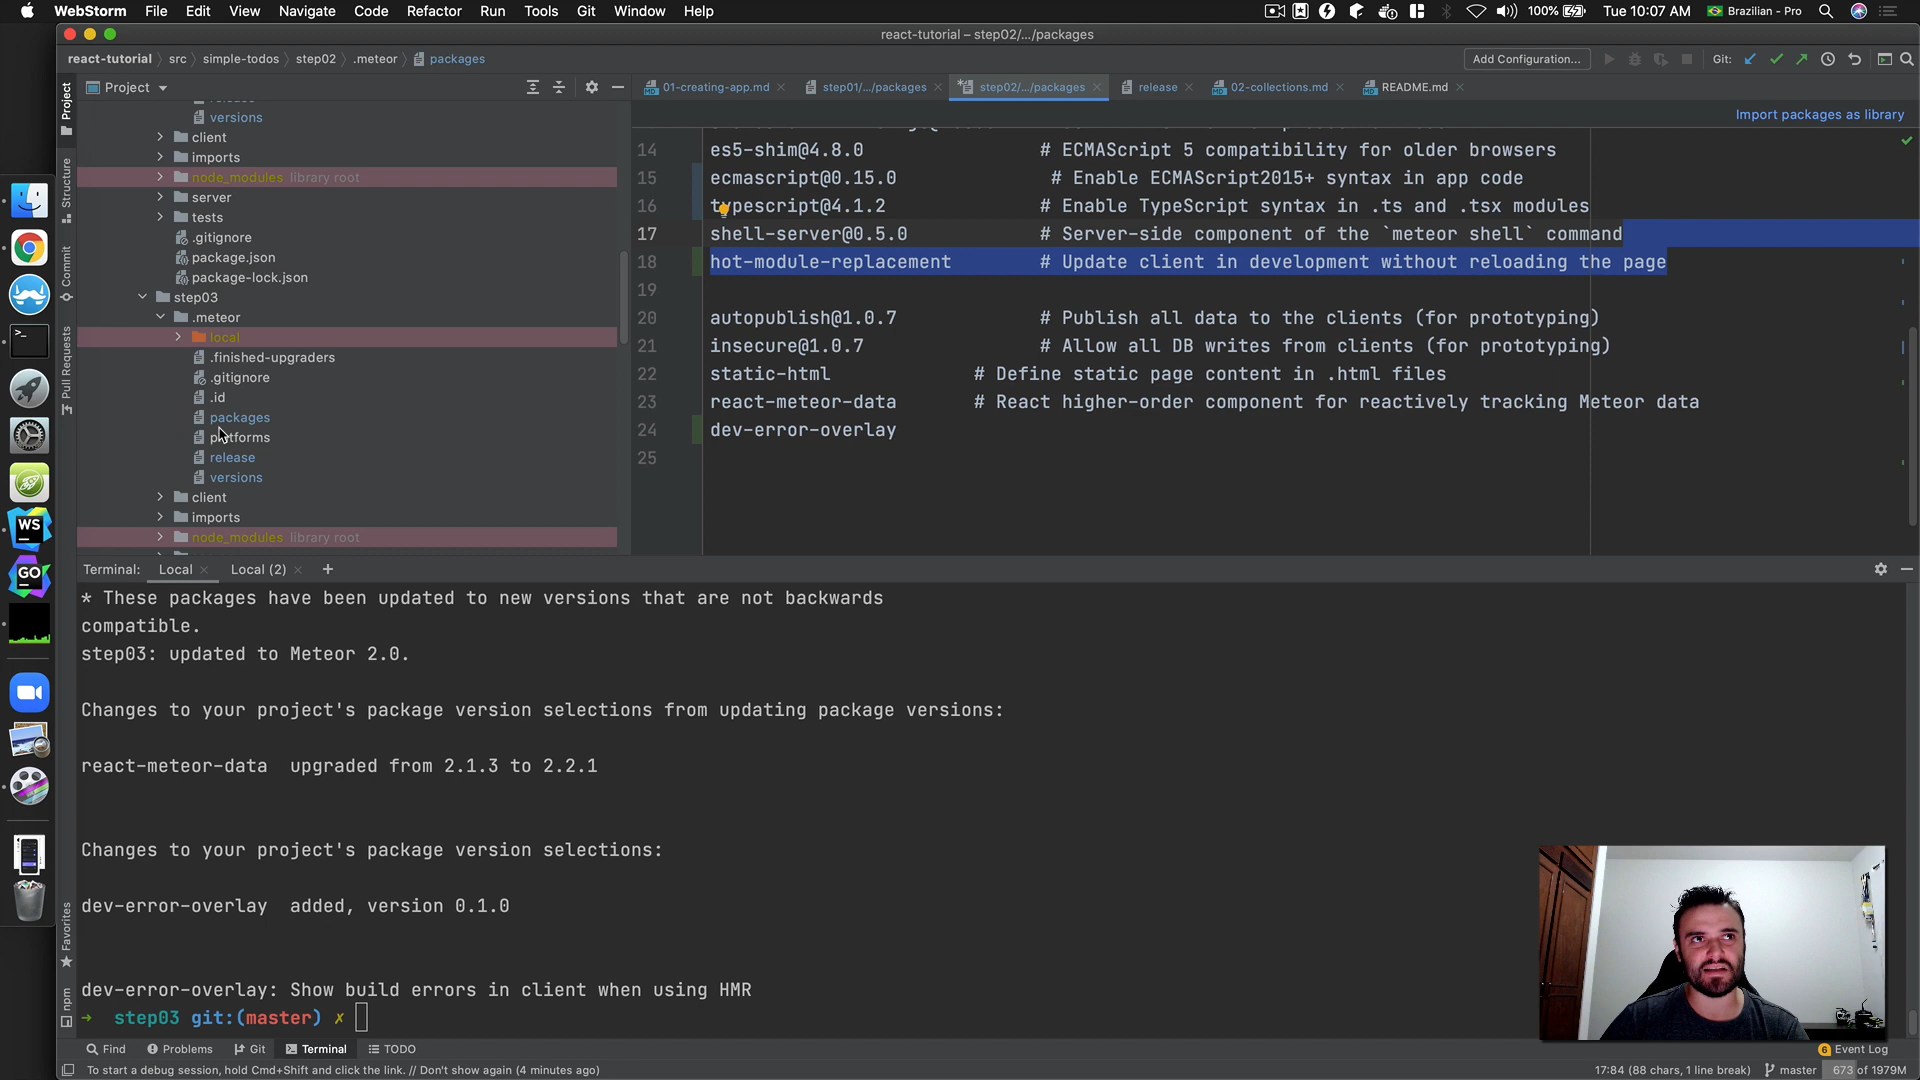 WebStorm File Edit View Navigate Code Refactor Run Tools Git Window Help
100% Tue 10:07 AM Brazilian - Pro
react-tutorial – step02/.../packages
react-tutorial src simple-todos step02 .meteor packages
Add Configuration... Git:
Project
01-creating-app.md step01/.../packages step02/.../packages release 02-collections.md README.md
Import packages as library
Project
Structure
Commit
Pull Requests
Favorites
npm
versions
client
imports
node_modules library root
server
tests
.gitignore
package.json
package-lock.json
step03
.meteor
local
.finished-upgraders
.gitignore
.id
packages
platforms
release
versions
client
imports
node_modules library root
14 es5-shim@4.8.0 # ECMAScript 5 compatibility for older browsers
15 ecmascript@0.15.0 # Enable ECMAScript2015+ syntax in app code
16 typescript@4.1.2 # Enable TypeScript syntax in .ts and .tsx modules
17 shell-server@0.5.0 # Server-side component of the `meteor shell` command
18 hot-module-replacement # Update client in development without reloading the page
19
20 autopublish@1.0.7 # Publish all data to the clients (for prototyping)
21 insecure@1.0.7 # Allow all DB writes from clients (for prototyping)
22 static-html # Define static page content in .html files
23 react-meteor-data # React higher-order component for reactively tracking Meteor data
24 dev-error-overlay
25
WS
GO
Terminal: Local Local (2) +
* These packages have been updated to new versions that are not backwards
compatible.
step03: updated to Meteor 2.0.
Changes to your project's package version selections from updating package versions:
react-meteor-data upgraded from 2.1.3 to 2.2.1
Changes to your project's package version selections:
dev-error-overlay added, version 0.1.0
dev-error-overlay: Show build errors in client when using HMR
→ step03 git:(master) ✗
Find Problems Git Terminal TODO
6 Event Log
To start a debug session, hold Cmd+Shift and click the link. // Don't show again (4 minutes ago)
17:84 (88 chars, 1 line break) master 673 of 1979M